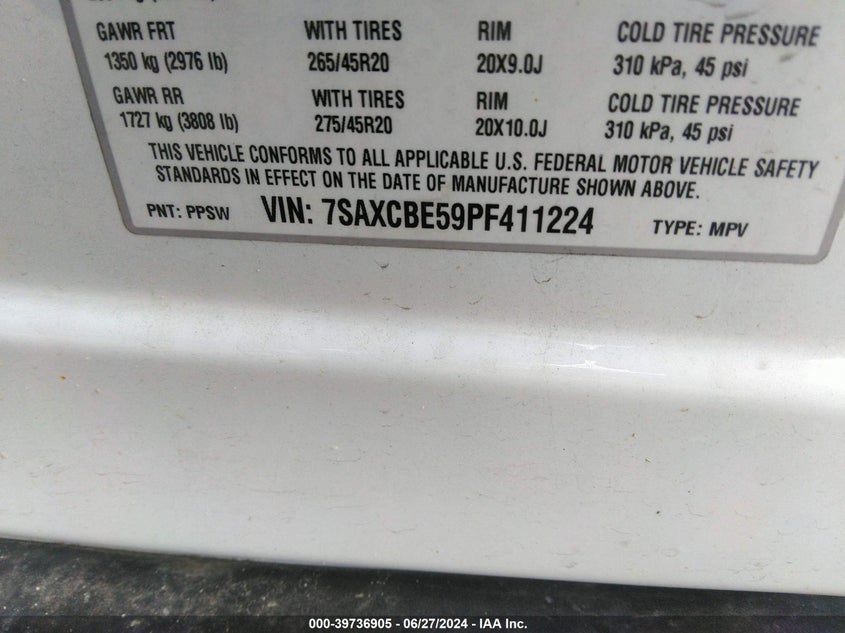 GAWR FRT WITH TIRES RIM COLD TIRE PRESSURE
1350 kg (2976 lb) 265/45R20 20X9.0J 310 kPa, 45 psi
GAWR RR WITH TIRES RIM COLD TIRE PRESSURE
1727 kg (3808 lb) 275/45R20 20X10.0J 310 kPa, 45 psi
THIS VEHICLE CONFORMS TO ALL APPLICABLE U.S. FEDERAL MOTOR VEHICLE SAFETY
STANDARDS IN EFFECT ON THE DATE OF MANUFACTURE SHOWN ABOVE.
PNT: PPSW VIN: 7SAXCBE59PF411224 TYPE: MPV
000-39736905 - 06/27/2024 - IAA Inc.